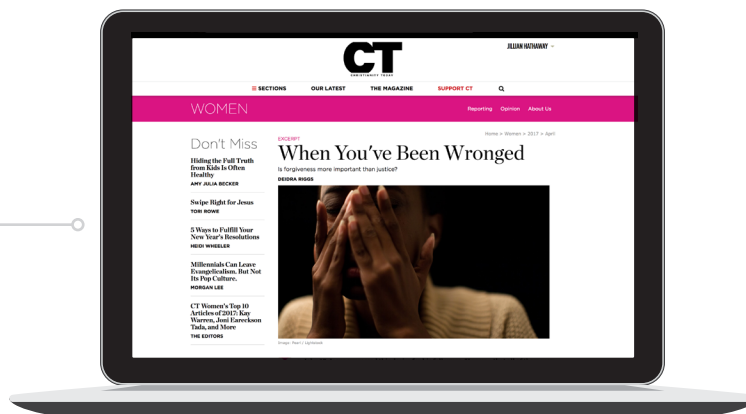 CT
CHRISTIANITY TODAY
JILLIAN HATHAWAY
SECTIONS OUR LATEST THE MAGAZINE SUPPORT CT
WOMEN
Reporting Opinion About Us
Home > Women > 2017 > April
Don't Miss
Hiding the Full Truth
from Kids Is Often
Healthy
AMY JULIA BECKER
Swipe Right for Jesus
TORI ROWE
5 Ways to Fulfill Your
New Year's Resolutions
HEIDI WHEELER
Millennials Can Leave
Evangelicalism. But Not
Its Pop Culture.
MORGAN LEE
CT Women's Top 10
Articles of 2017: Kay
Warren, Joni Eareckson
Tada, and More
THE EDITORS
EXCERPT
When You've Been Wronged
Is forgiveness more important than justice?
DEIDRA RIGGS
Image: Pearl / Lightstock